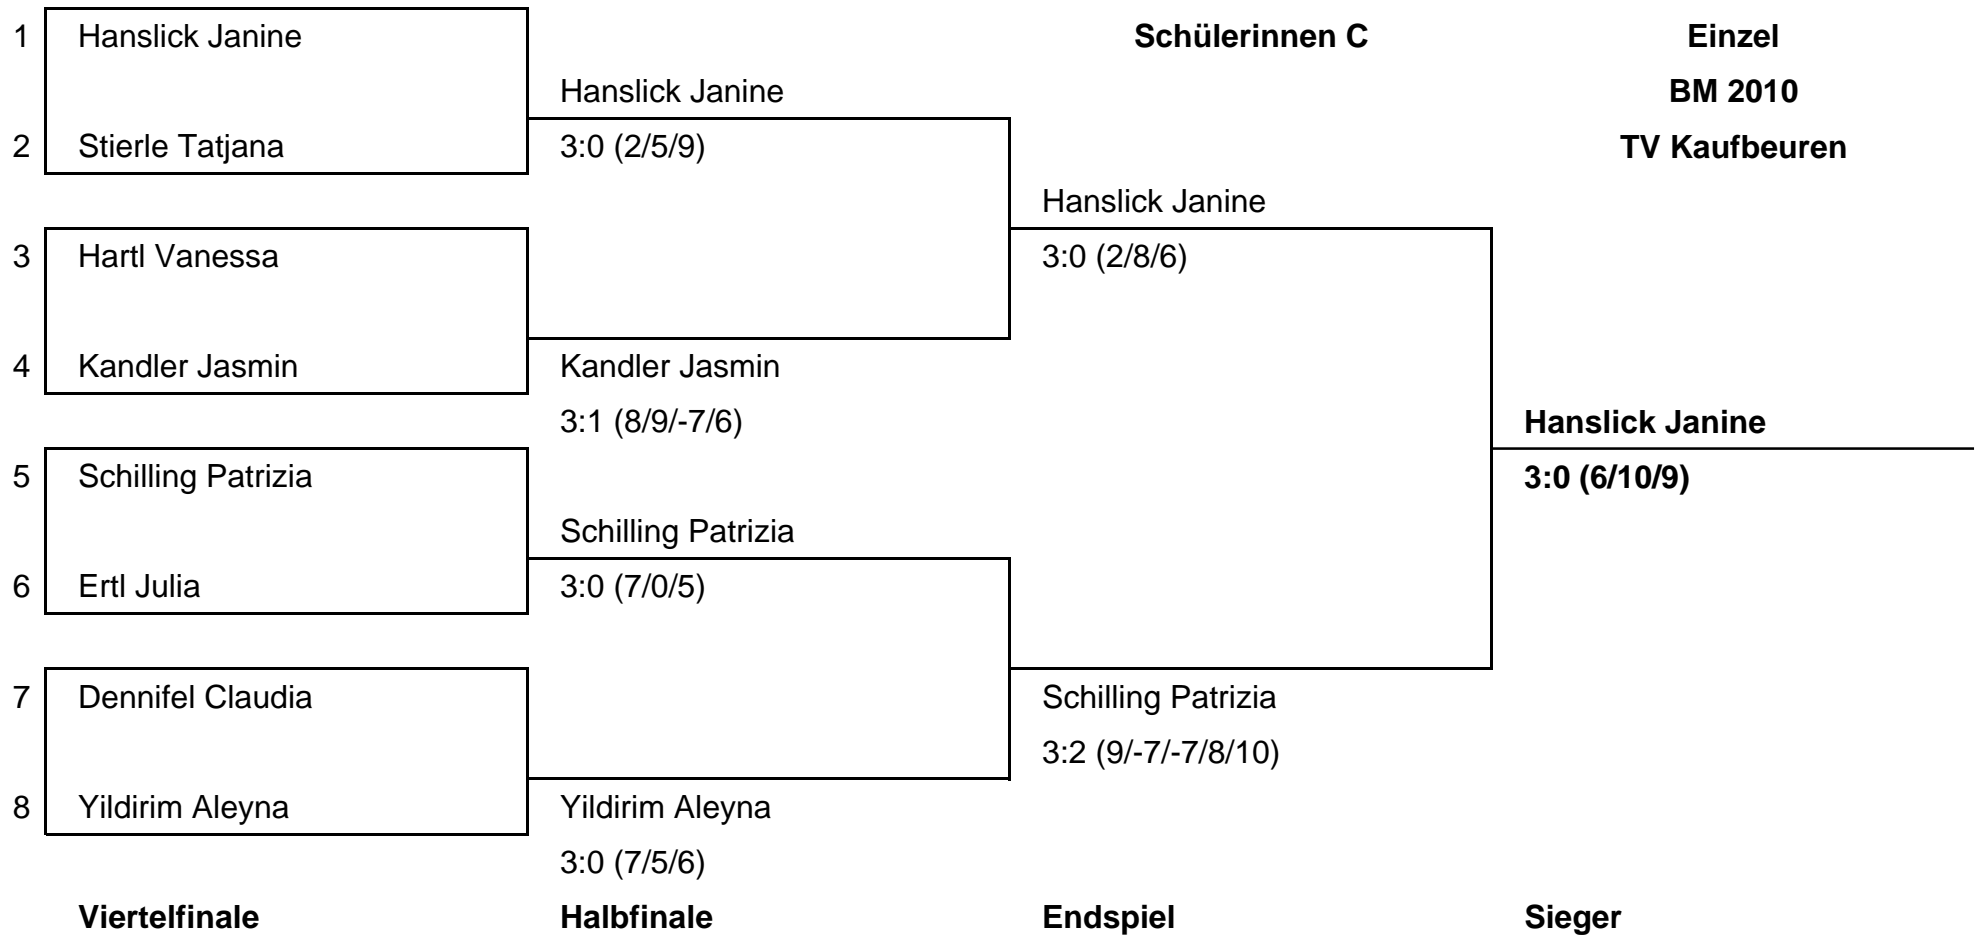 1 Hanslick Janine Schülerinnen C Einzel
Hanslick Janine BM 2010
2 Stierle Tatjana 3:0 (2/5/9) TV Kaufbeuren
Hanslick Janine
3 Hartl Vanessa 3:0 (2/8/6)
4 Kandler Jasmin Kandler Jasmin
3:1 (8/9/-7/6) Hanslick Janine
5 Schilling Patrizia 3:0 (6/10/9)
Schilling Patrizia
6 Ertl Julia 3:0 (7/0/5)
7 Dennifel Claudia Schilling Patrizia
3:2 (9/-7/-7/8/10)
8 Yildirim Aleyna Yildirim Aleyna
3:0 (7/5/6)
Viertelfinale Halbfinale Endspiel Sieger